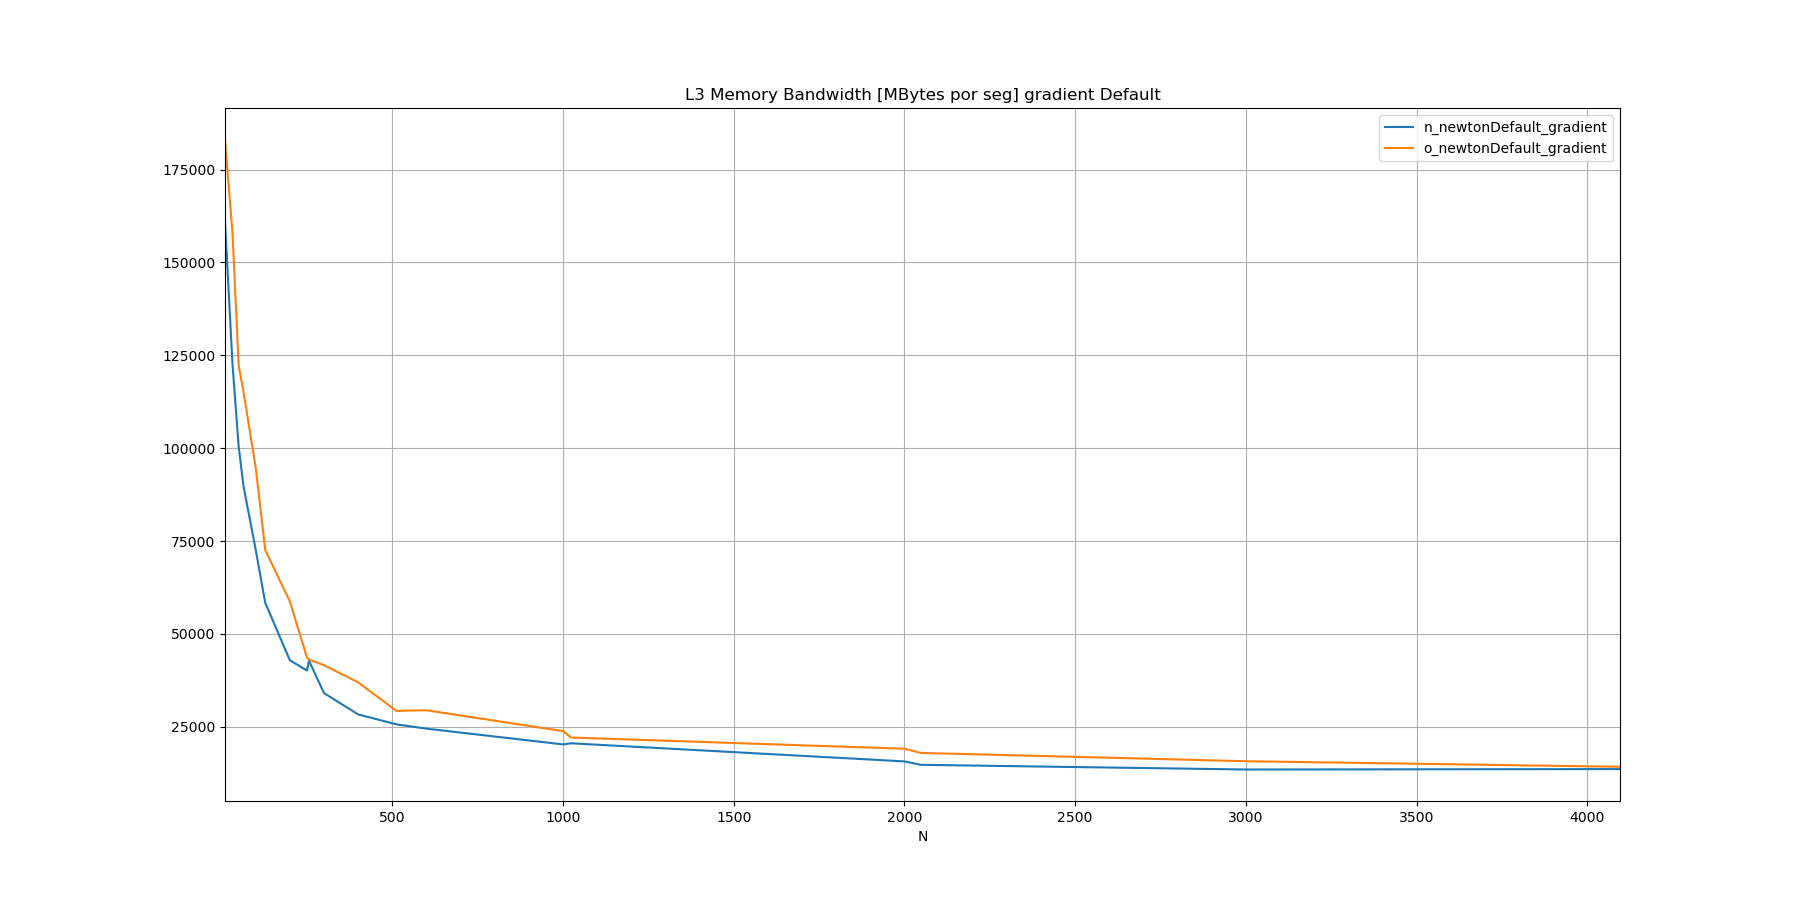 L3 Memory Bandwidth [MBytes por seg] gradient Default
n_newtonDefault_gradient
o_newtonDefault_gradient
175000
150000
125000
100000
75000
50000
25000
500 1000 1500 2000 2500 3000 3500 4000
N